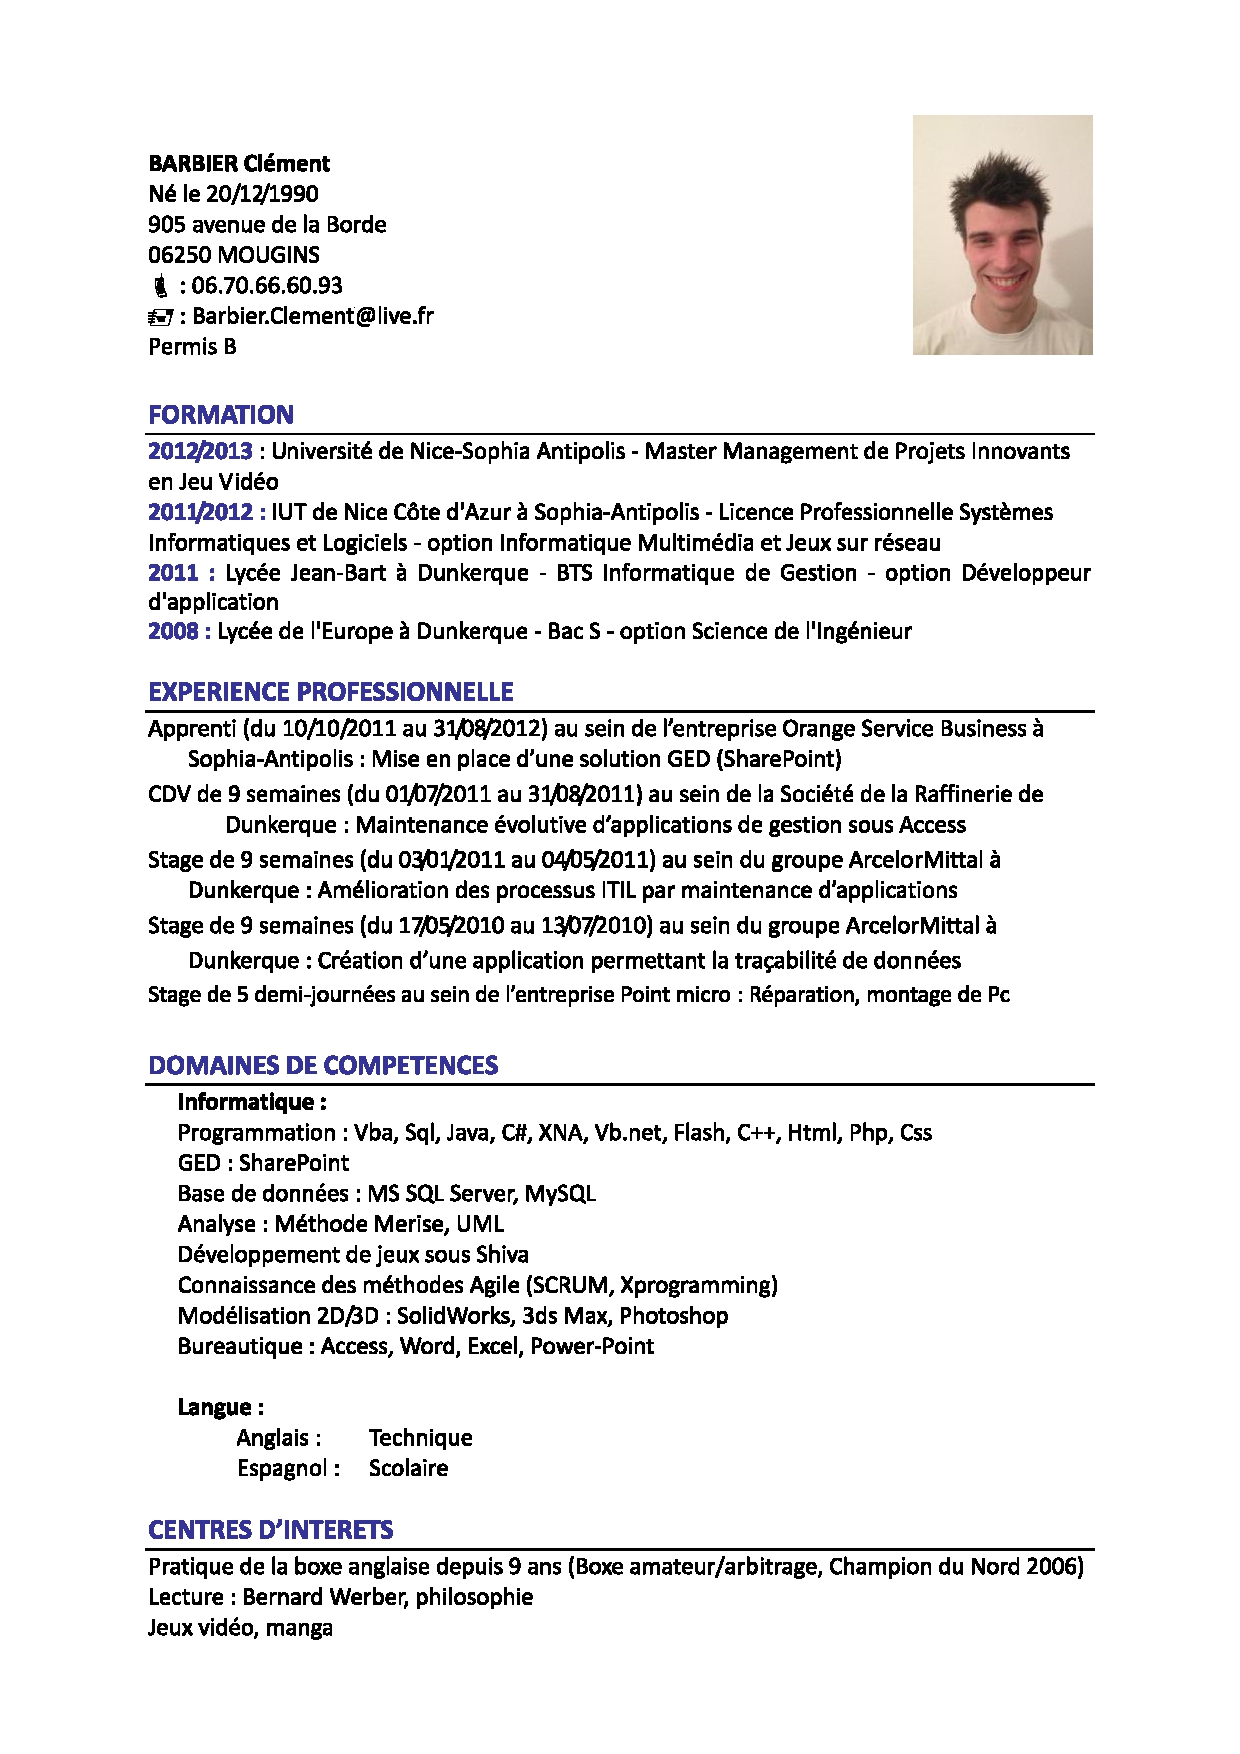 BARBIER Clément
Né le 20/12/1990
905 avenue de la Borde
06250 MOUGINS
: 06.70.66.60.93
: Barbier.Clement@live.fr
Permis B
FORMATION
2012/2013 : Université de Nice-Sophia Antipolis - Master Management de Projets Innovants
en Jeu Vidéo
2011/2012 : IUT de Nice Côte d'Azur à Sophia-Antipolis - Licence Professionnelle Systèmes
Informatiques et Logiciels - option Informatique Multimédia et Jeux sur réseau
2011 : Lycée Jean-Bart à Dunkerque - BTS Informatique de Gestion - option Développeur
d'application
2008 : Lycée de l'Europe à Dunkerque - Bac S - option Science de l'Ingénieur
EXPERIENCE PROFESSIONNELLE
Apprenti (du 10/10/2011 au 31/08/2012) au sein de l’entreprise Orange Service Business à
Sophia-Antipolis : Mise en place d’une solution GED (SharePoint)
CDV de 9 semaines (du 01/07/2011 au 31/08/2011) au sein de la Société de la Raffinerie de
Dunkerque : Maintenance évolutive d’applications de gestion sous Access
Stage de 9 semaines (du 03/01/2011 au 04/05/2011) au sein du groupe ArcelorMittal à
Dunkerque : Amélioration des processus ITIL par maintenance d’applications
Stage de 9 semaines (du 17/05/2010 au 13/07/2010) au sein du groupe ArcelorMittal à
Dunkerque : Création d’une application permettant la traçabilité de données
Stage de 5 demi-journées au sein de l’entreprise Point micro : Réparation, montage de Pc
DOMAINES DE COMPETENCES
Informatique :
Programmation : Vba, Sql, Java, C#, XNA, Vb.net, Flash, C++, Html, Php, Css
GED : SharePoint
Base de données : MS SQL Server, MySQL
Analyse : Méthode Merise, UML
Développement de jeux sous Shiva
Connaissance des méthodes Agile (SCRUM, Xprogramming)
Modélisation 2D/3D : SolidWorks, 3ds Max, Photoshop
Bureautique : Access, Word, Excel, Power-Point
Langue :
Anglais : Technique
Espagnol : Scolaire
CENTRES D’INTERETS
Pratique de la boxe anglaise depuis 9 ans (Boxe amateur/arbitrage, Champion du Nord 2006)
Lecture : Bernard Werber, philosophie
Jeux vidéo, manga